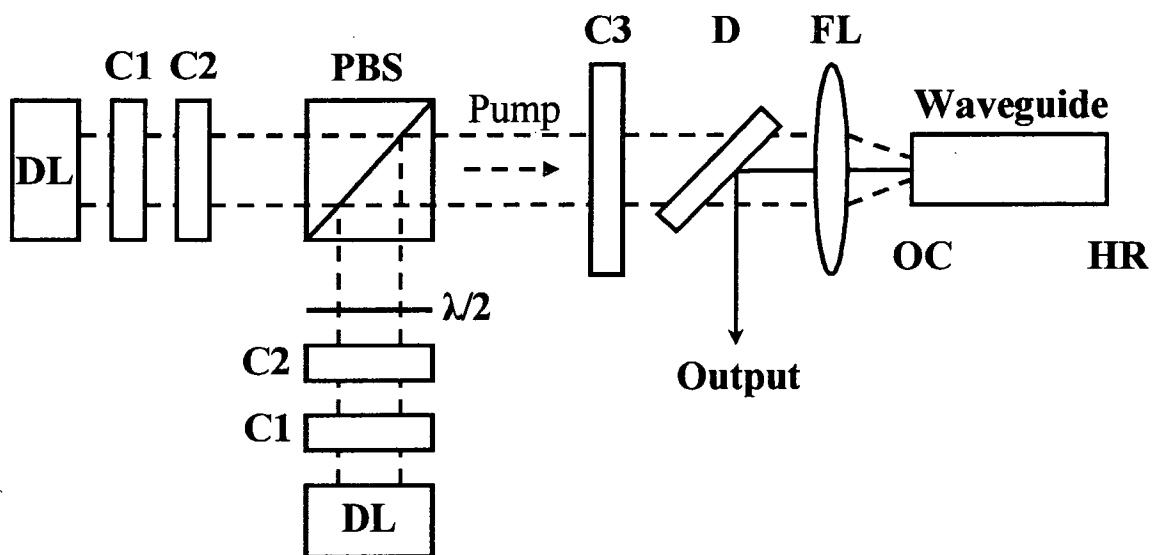 C3 D FL
C1 C2 PBS
Pump
Waveguide
DL
OC HR
λ/2
C2
Output
C1
DL